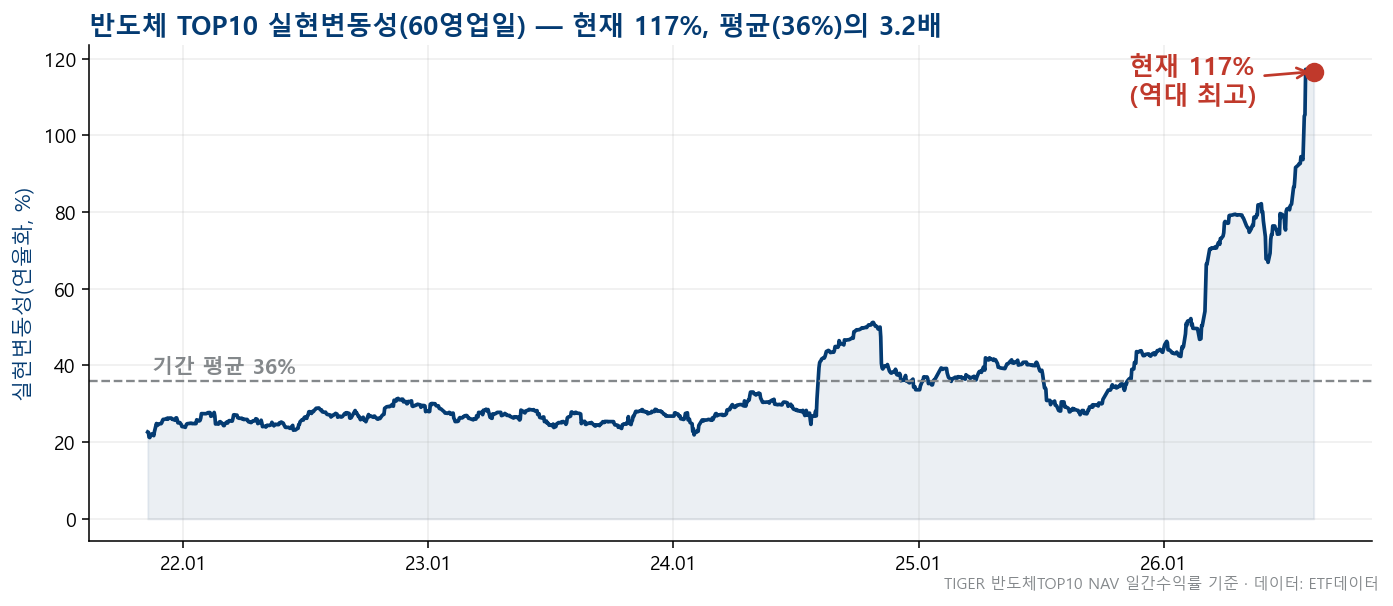 반도체 TOP10 실현변동성(60영업일) — 현재 117%, 평균(36%)의 3.2배
실현변동성(연율화, %)
120
100
80
60
40
20
0
현재 117%
(역대 최고)
기간 평균 36%
22.01
23.01
24.01
25.01
26.01
TIGER 반도체TOP10 NAV 일간수익률 기준 · 데이터: ETF데이터